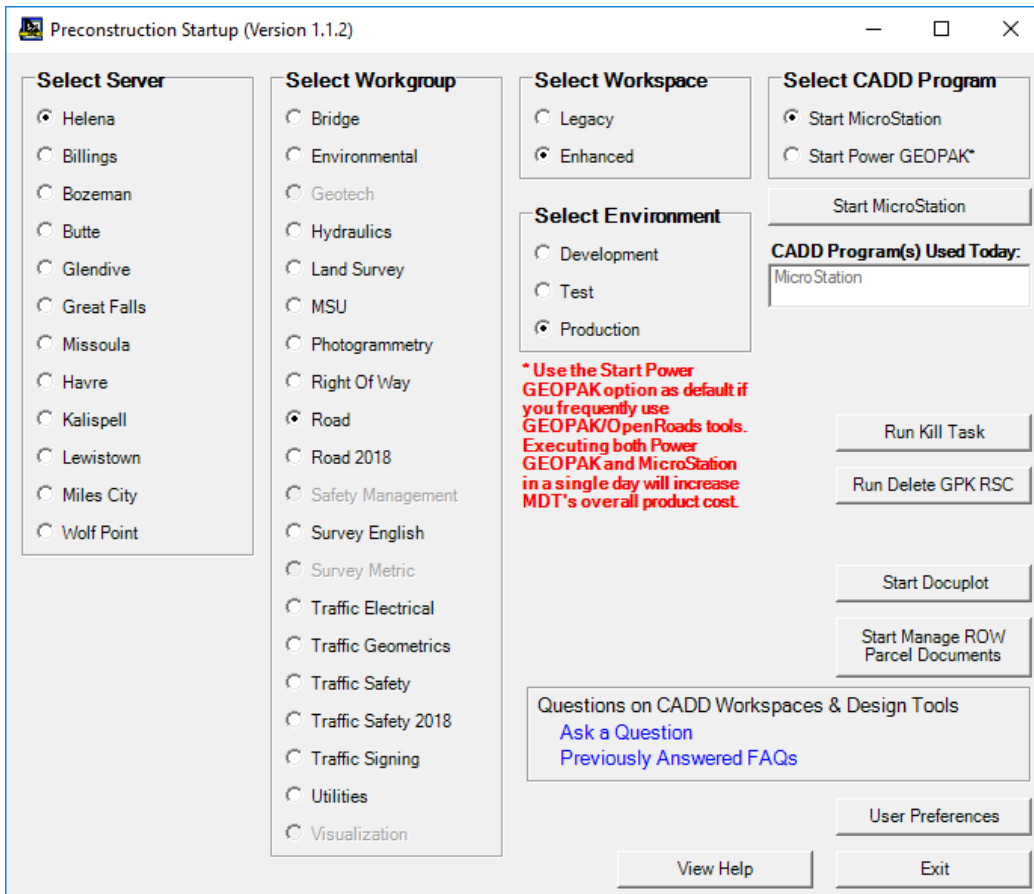 Preconstruction Startup (Version 1.1.2)
Select Server
Helena
Billings
Bozeman
Butte
Glendive
Great Falls
Missoula
Havre
Kalispell
Lewistown
Miles City
Wolf Point
Select Workgroup
Bridge
Environmental
Geotech
Hydraulics
Land Survey
MSU
Photogrammetry
Right Of Way
Road
Road 2018
Safety Management
Survey English
Survey Metric
Traffic Electrical
Traffic Geometrics
Traffic Safety
Traffic Safety 2018
Traffic Signing
Utilities
Visualization
Select Workspace
Legacy
Enhanced
Select Environment
Development
Test
Production
* Use the Start Power
GEOPAK option as default if
you frequently use
GEOPAK/OpenRoads tools.
Executing both Power
GEOPAK and MicroStation
in a single day will increase
MDT's overall product cost.
Select CADD Program
Start MicroStation
Start Power GEOPAK*
Start MicroStation
CADD Program(s) Used Today:
MicroStation
Run Kill Task
Run Delete GPK RSC
Start Docuplot
Start Manage ROW
Parcel Documents
Questions on CADD Workspaces & Design Tools
Ask a Question
Previously Answered FAQs
User Preferences
View Help
Exit